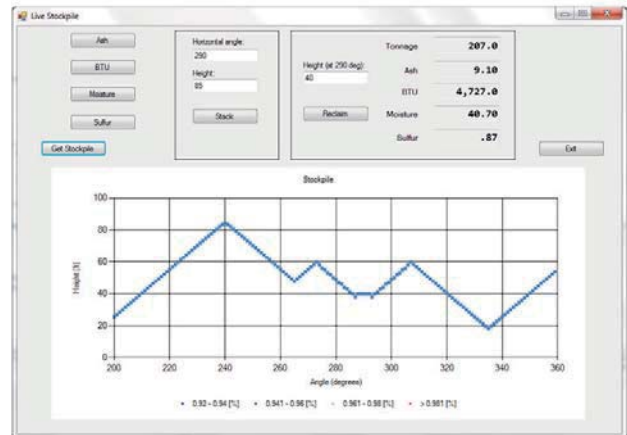 Live Stockpile
Ash
BTU
Moisture
Sulfur
Get Stockpile
Horizontal angle:
290
Height:
85
Stack
Height (at 290 deg):
40
Reclaim
Tonnage 207.0
Ash 9.10
BTU 4,727.0
Moisture 40.70
Sulfur .87
Exit
Stockpile
100
80
60
40
20
0
Height [ft]
200 220 240 260 280 300 320 340 360
Angle (degrees)
0.92 - 0.94 [%] 0.941 - 0.96 [%] 0.961 - 0.98 [%] > 0.981 [%]